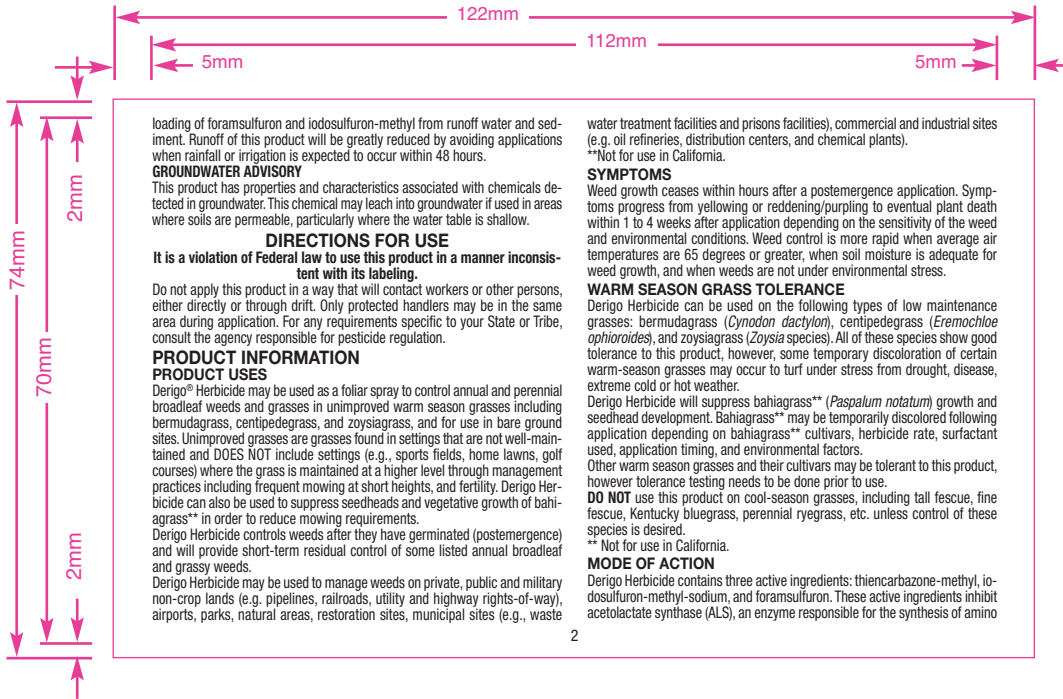 122mm
112mm
5mm
5mm
74mm
70mm
2mm
2mm
loading of foramsulfuron and iodosulfuron-methyl from runoff water and sed-
iment. Runoff of this product will be greatly reduced by avoiding applications
when rainfall or irrigation is expected to occur within 48 hours.
GROUNDWATER ADVISORY
This product has properties and characteristics associated with chemicals de-
tected in groundwater. This chemical may leach into groundwater if used in areas
where soils are permeable, particularly where the water table is shallow.
DIRECTIONS FOR USE
It is a violation of Federal law to use this product in a manner inconsis-
tent with its labeling.
Do not apply this product in a way that will contact workers or other persons,
either directly or through drift. Only protected handlers may be in the same
area during application. For any requirements specific to your State or Tribe,
consult the agency responsible for pesticide regulation.
PRODUCT INFORMATION
PRODUCT USES
Derigo® Herbicide may be used as a foliar spray to control annual and perennial
broadleaf weeds and grasses in unimproved warm season grasses including
bermudagrass, centipedegrass, and zoysiagrass, and for use in bare ground
sites. Unimproved grasses are grasses found in settings that are not well-main-
tained and DOES NOT include settings (e.g., sports fields, home lawns, golf
courses) where the grass is maintained at a higher level through management
practices including frequent mowing at short heights, and fertility. Derigo Her-
bicide can also be used to suppress seedheads and vegetative growth of bahi-
agrass** in order to reduce mowing requirements.
Derigo Herbicide controls weeds after they have germinated (postemergence)
and will provide short-term residual control of some listed annual broadleaf
and grassy weeds.
Derigo Herbicide may be used to manage weeds on private, public and military
non-crop lands (e.g. pipelines, railroads, utility and highway rights-of-way),
airports, parks, natural areas, restoration sites, municipal sites (e.g., waste
water treatment facilities and prisons facilities), commercial and industrial sites
(e.g. oil refineries, distribution centers, and chemical plants).
**Not for use in California.
SYMPTOMS
Weed growth ceases within hours after a postemergence application. Symp-
toms progress from yellowing or reddening/purpling to eventual plant death
within 1 to 4 weeks after application depending on the sensitivity of the weed
and environmental conditions. Weed control is more rapid when average air
temperatures are 65 degrees or greater, when soil moisture is adequate for
weed growth, and when weeds are not under environmental stress.
WARM SEASON GRASS TOLERANCE
Derigo Herbicide can be used on the following types of low maintenance
grasses: bermudagrass (Cynodon dactylon), centipedegrass (Eremochloe
ophioroides), and zoysiagrass (Zoysia species). All of these species show good
tolerance to this product, however, some temporary discoloration of certain
warm-season grasses may occur to turf under stress from drought, disease,
extreme cold or hot weather.
Derigo Herbicide will suppress bahiagrass** (Paspalum notatum) growth and
seedhead development. Bahiagrass** may be temporarily discolored following
application depending on bahiagrass** cultivars, herbicide rate, surfactant
used, application timing, and environmental factors.
Other warm season grasses and their cultivars may be tolerant to this product,
however tolerance testing needs to be done prior to use.
DO NOT use this product on cool-season grasses, including tall fescue, fine
fescue, Kentucky bluegrass, perennial ryegrass, etc. unless control of these
species is desired.
** Not for use in California.
MODE OF ACTION
Derigo Herbicide contains three active ingredients: thiencarbazone-methyl, io-
dosulfuron-methyl-sodium, and foramsulfuron. These active ingredients inhibit
acetolactate synthase (ALS), an enzyme responsible for the synthesis of amino
2